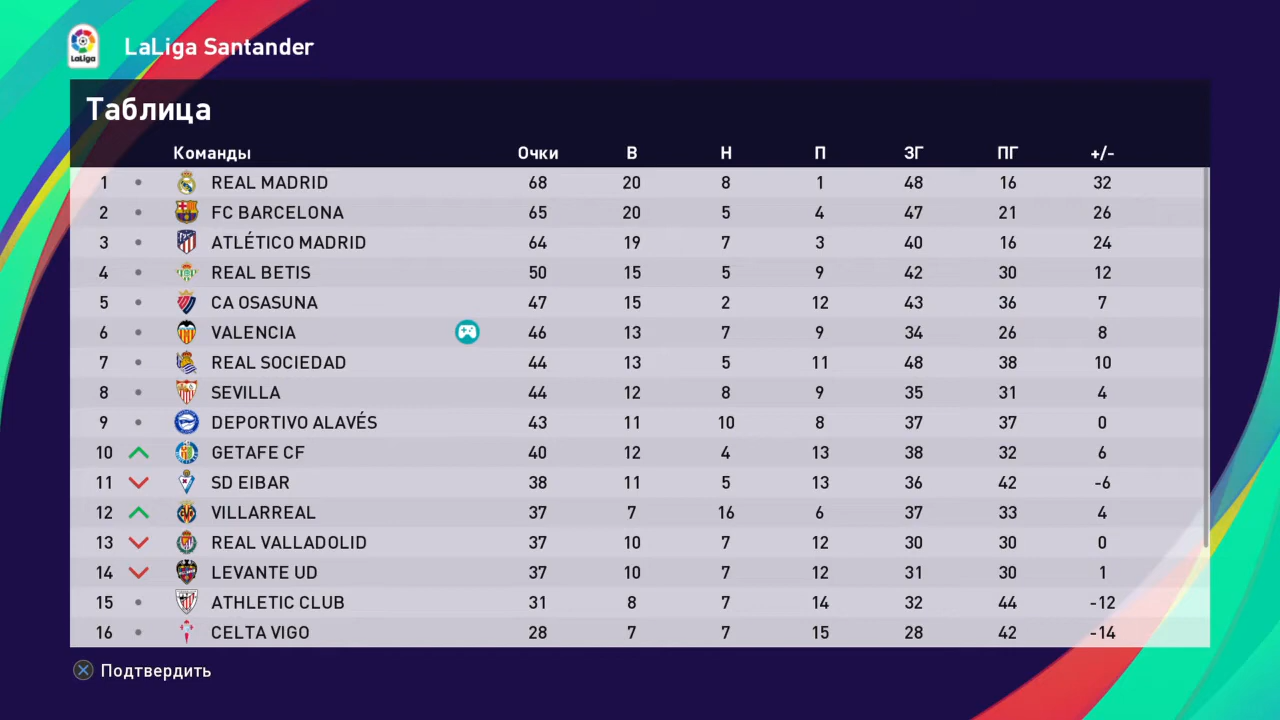 LaLiga Santander
LaLiga
Таблица
Команды Очки В Н П ЗГ ПГ +/-
1 REAL MADRID 68 20 8 1 48 16 32
2 FC BARCELONA 65 20 5 4 47 21 26
3 ATLÉTICO MADRID 64 19 7 3 40 16 24
4 REAL BETIS 50 15 5 9 42 30 12
5 CA OSASUNA 47 15 2 12 43 36 7
6 VALENCIA 46 13 7 9 34 26 8
7 REAL SOCIEDAD 44 13 5 11 48 38 10
8 SEVILLA 44 12 8 9 35 31 4
9 DEPORTIVO ALAVÉS 43 11 10 8 37 37 0
10 GETAFE CF 40 12 4 13 38 32 6
11 SD EIBAR 38 11 5 13 36 42 -6
12 VILLARREAL 37 7 16 6 37 33 4
13 REAL VALLADOLID 37 10 7 12 30 30 0
14 LEVANTE UD 37 10 7 12 31 30 1
15 ATHLETIC CLUB 31 8 7 14 32 44 -12
16 CELTA VIGO 28 7 7 15 28 42 -14
Подтвердить